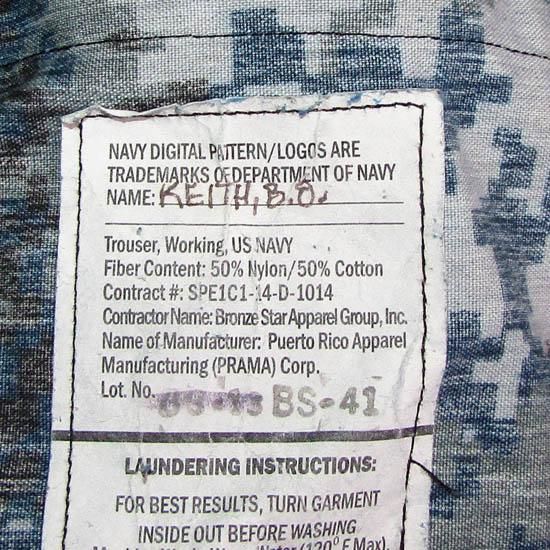 NAVY DIGITAL PATTERN/LOGOS ARE
TRADEMARKS OF DEPARTMENT OF NAVY
NAME: KEITH, B.O.
Trouser, Working, US NAVY
Fiber Content: 50% Nylon/50% Cotton
Contract #: SPE1C1-14-D-1014
Contractor Name: Bronze Star Apparel Group, Inc.
Name of Manufacturer: Puerto Rico Apparel
Manufacturing (PRAMA) Corp.
Lot. No. BS-41
LAUNDERING INSTRUCTIONS:
FOR BEST RESULTS, TURN GARMENT
INSIDE OUT BEFORE WASHING
Water (120° F Max).